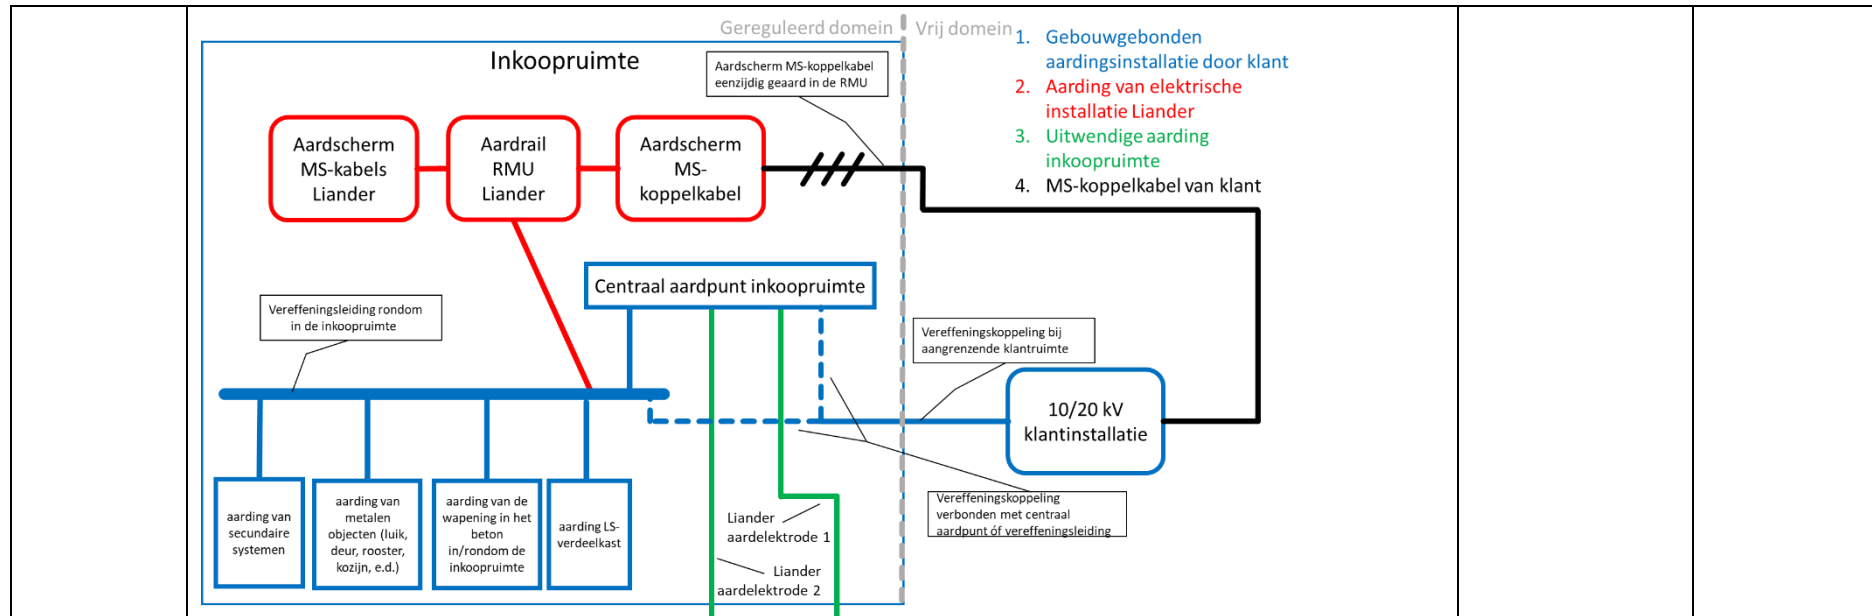 Gereguleerd domein
Vrij domein
Inkoopruimte
1. Gebouwgebonden
aardingsinstallatie door klant
2. Aarding van elektrische
installatie Liander
3. Uitwendige aarding
inkoopruimte
4. MS-koppelkabel van klant
Aardscherm MS-koppelkabel
eenzijdig geaard in de RMU
Aardscherm
MS-kabels
Liander
Aardrail
RMU
Liander
Aardscherm
MS-
koppelkabel
Centraal aardpunt inkoopruimte
Vereffeningsleiding rondom
in de inkoopruimte
Vereffeningskoppeling bij
aangrenzende klantruimte
10/20 kV
klantinstallatie
aarding van
secundaire
systemen
aarding van
metalen
objecten (luik,
deur, rooster,
kozijn, e.d.)
aarding van de
wapening in het
beton
in/rondom de
inkoopruimte
aarding LS-
verdeelkast
Liander
aardelektrode 1
Liander
aardelektrode 2
Vereffeningskoppeling
verbonden met centraal
aardpunt óf vereffeningsleiding